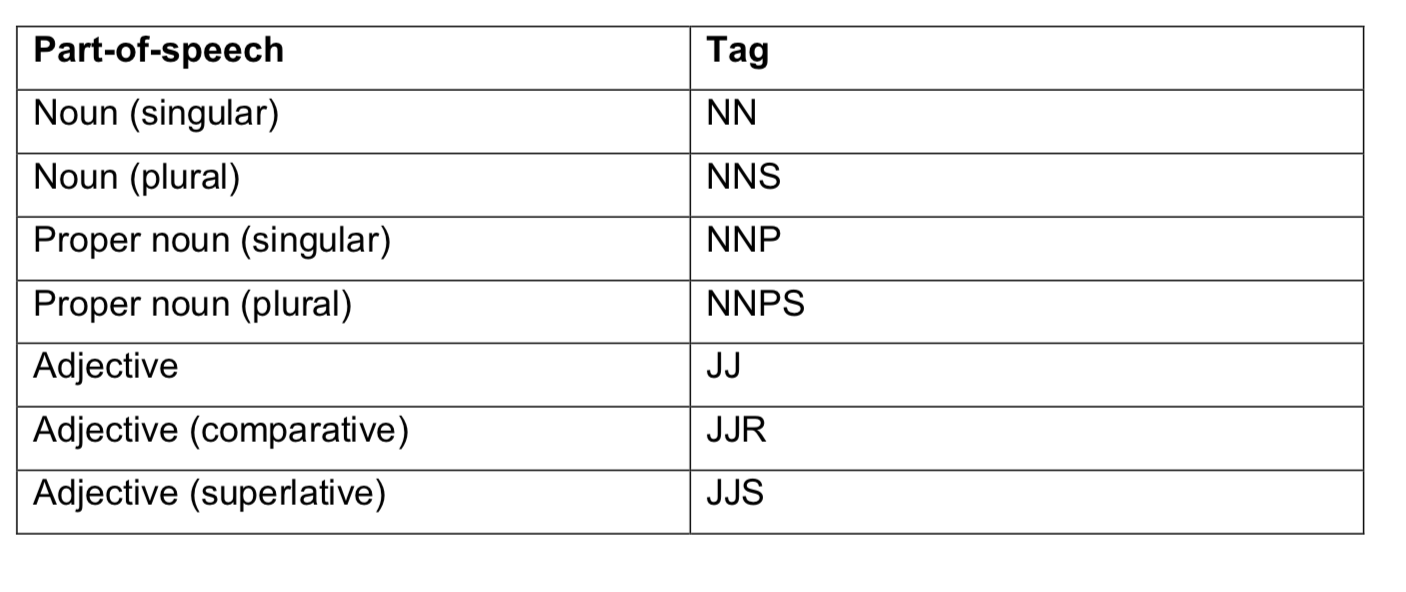 Part-of-speech Tag
Noun (singular) NN
Noun (plural) NNS
Proper noun (singular) NNP
Proper noun (plural) NNPS
Adjective JJ
Adjective (comparative) JJR
Adjective (superlative) JJS